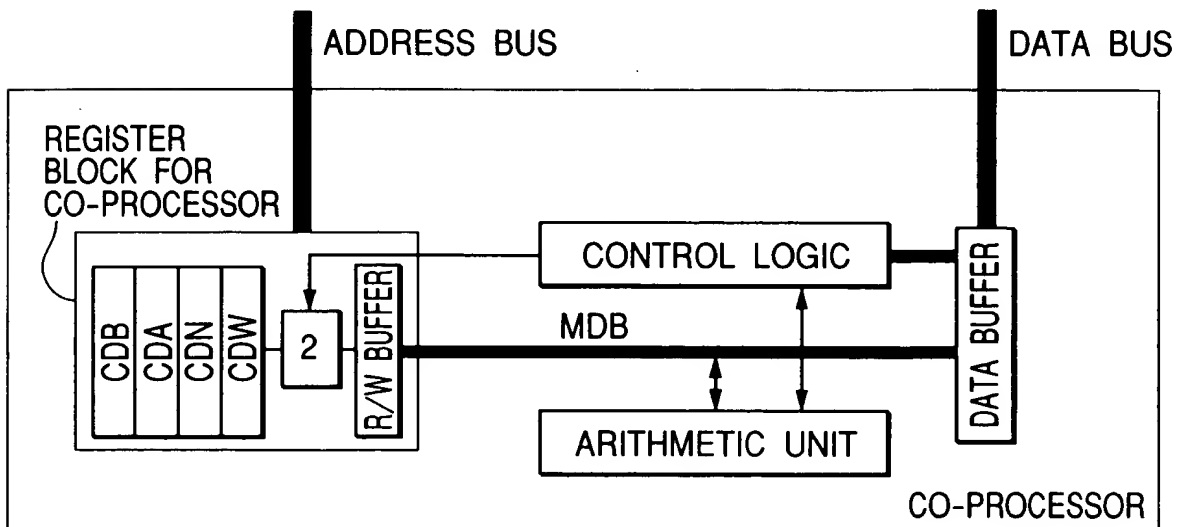 ADDRESS BUS
DATA BUS
REGISTER
BLOCK FOR
CO-PROCESSOR
CONTROL LOGIC
CDB
CDA
CDN
CDW
2
R/W BUFFER
MDB
DATA BUFFER
ARITHMETIC UNIT
CO-PROCESSOR